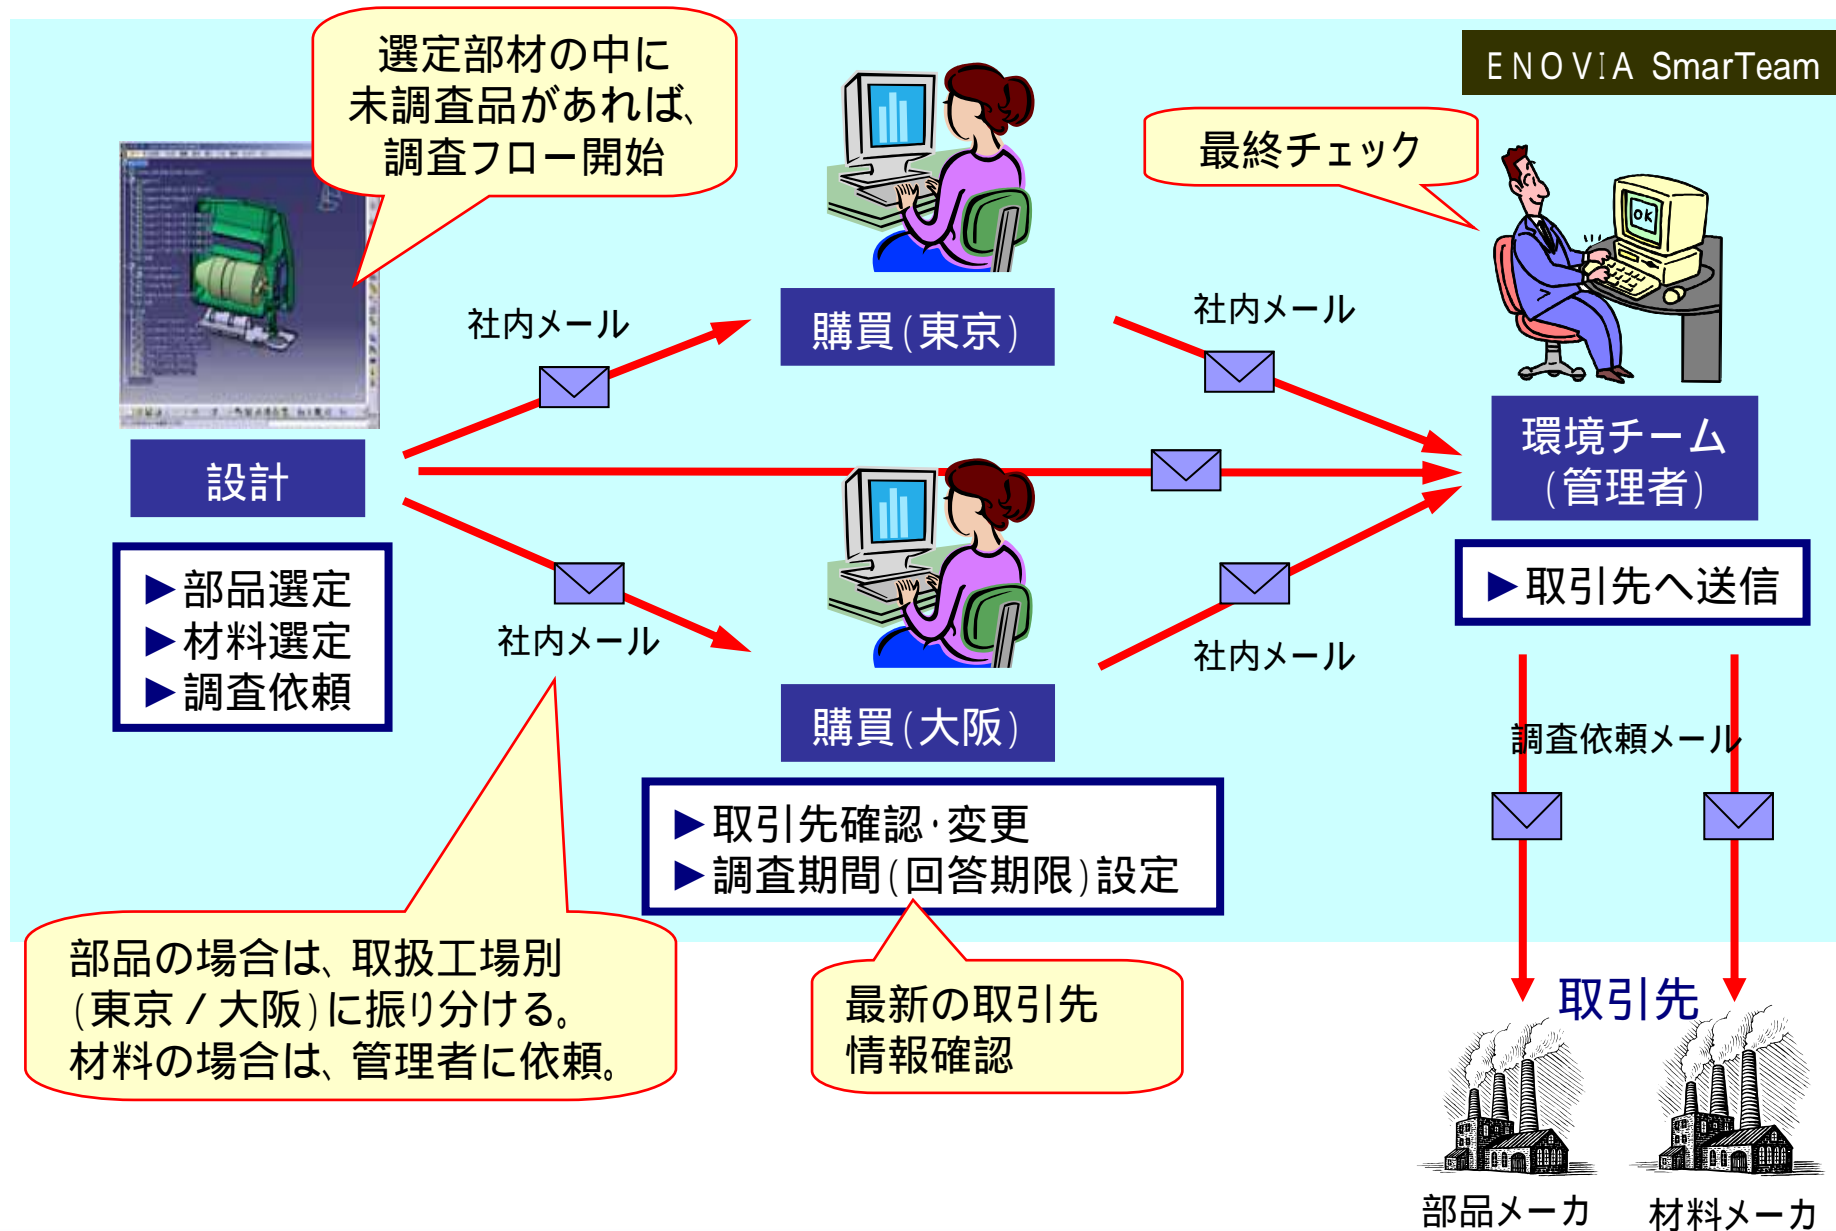 選定部材の中に
未調査品があれば、
調査フロー開始
ENOVIA SmarTeam
最終チェック
OK
社内メール
購買(東京)
社内メール
設計
環境チーム
(管理者)
▶部品選定
▶材料選定
▶調査依頼
▶取引先へ送信
社内メール
社内メール
購買(大阪)
調査依頼メール
▶取引先確認・変更
▶調査期間(回答期限)設定
部品の場合は、取扱工場別
(東京/大阪)に振り分ける。
材料の場合は、管理者に依頼。
最新の取引先
情報確認
取引先
部品メーカ
材料メーカ